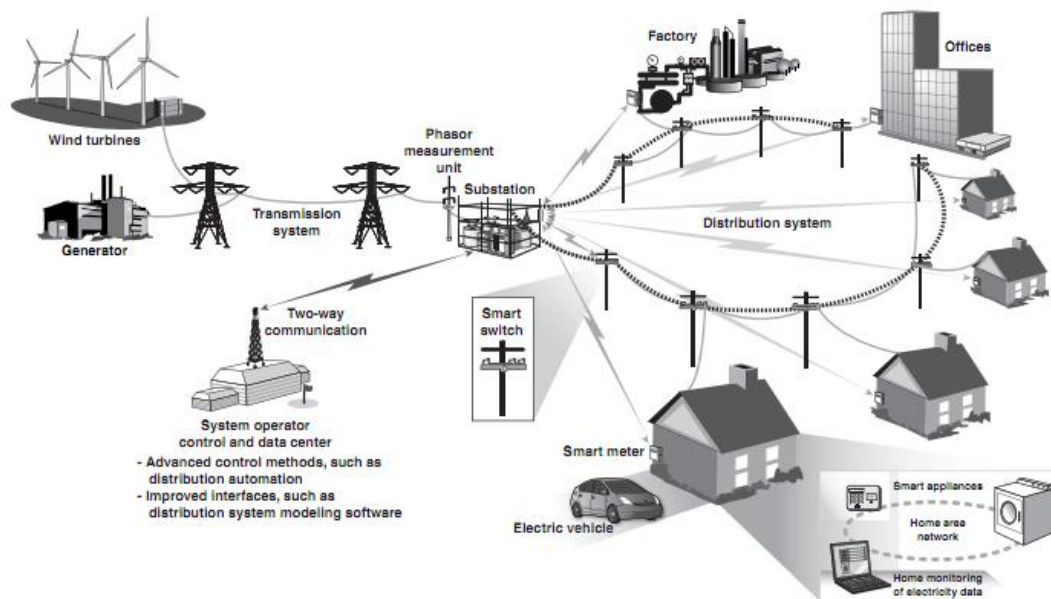 Wind turbines
Generator
Transmission
system
Phasor
measurement
unit
Substation
Factory
Offices
Distribution system
Two-way
communication
Smart
switch
System operator
control and data center
- Advanced control methods, such as
distribution automation
- Improved interfaces, such as
distribution system modeling software
Smart meter
Electric vehicle
Smart appliances
Home area
network
Home monitoring
of electricity data